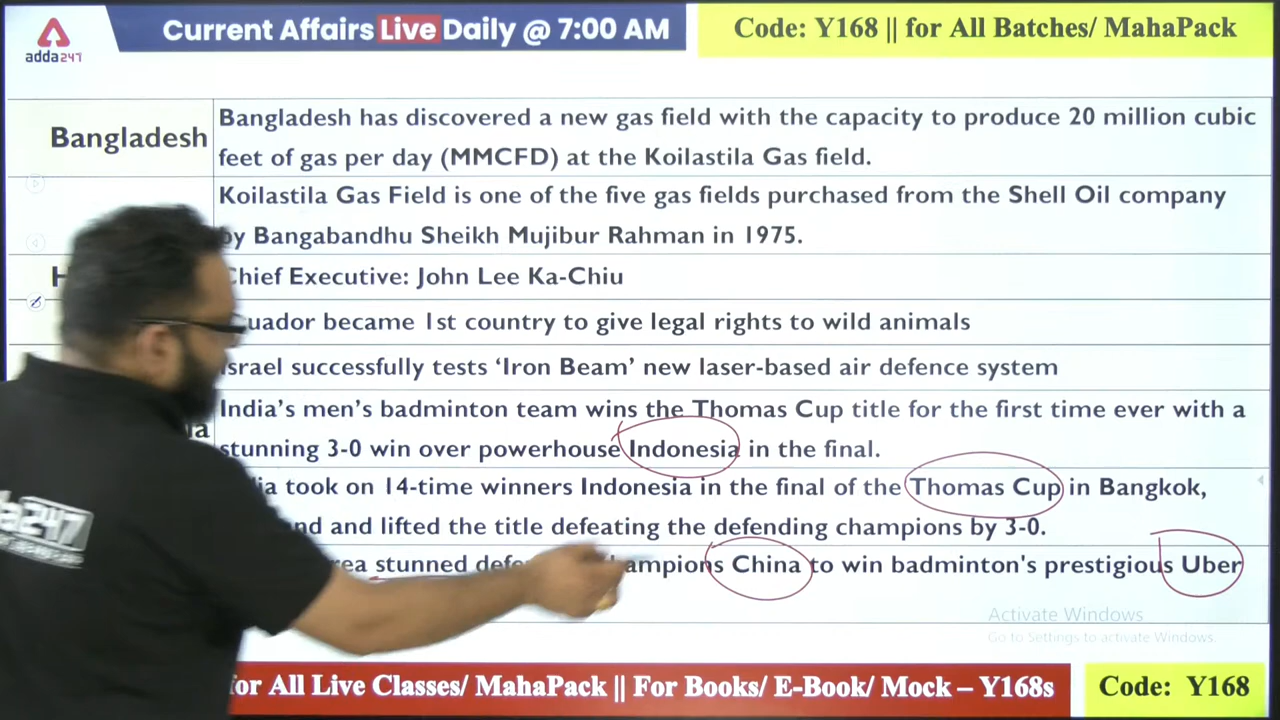 Current Affairs Live Daily @ 7:00 AM
Code: Y168 || for All Batches/ MahaPack
adda247
Bangladesh
Bangladesh has discovered a new gas field with the capacity to produce 20 million cubic
feet of gas per day (MMCFD) at the Koilastila Gas field.
Koilastila Gas Field is one of the five gas fields purchased from the Shell Oil company
by Bangabandhu Sheikh Mujibur Rahman in 1975.
Chief Executive: John Lee Ka-Chiu
became 1st country to give legal rights to wild animals
Israel successfully tests ‘Iron Beam’ new laser-based air defence system
India’s men’s badminton team wins the Thomas Cup title for the first time ever with a
stunning 3-0 win over powerhouse Indonesia in the final.
took on 14-time winners Indonesia in the final of the Thomas Cup in Bangkok,
and lifted the title defeating the defending champions by 3-0.
stunned China to win badminton's prestigious Uber
Activate Windows
Go to Settings to activate Windows.
for All Live Classes/ MahaPack || For Books/ E-Book/ Mock – Y168s
Code: Y168